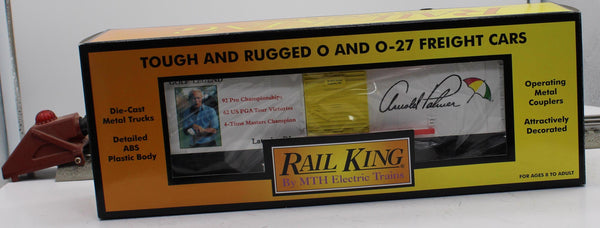 TOUGH AND RUGGED O AND O-27 FREIGHT CARS
Die-Cast
Metal Trucks
Detailed
ABS
Plastic Body
GOLF LEGEND
92 Pro Championships
62 US PGA Tour Victories
4-Time Masters Champion
Arnold Palmer
Operating
Metal
Couplers
Attractively
Decorated
RAIL KING
By MTH Electric Trains
FOR AGES 8 TO ADULT